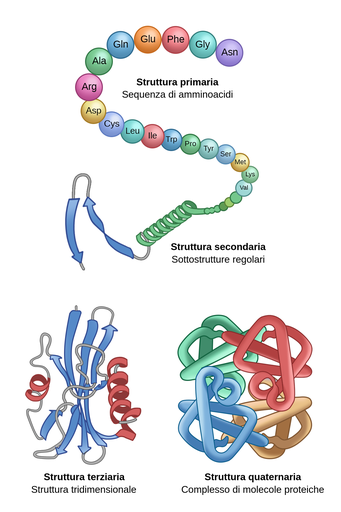 Asn
Gly
Phe
Glu
Gln
Ala
Arg
Asp
Cys
Leu
Ile
Trp
Pro
Tyr
Ser
Met
Lys
Val
Struttura primaria
Sequenza di amminoacidi
Struttura secondaria
Sottostrutture regolari
Struttura terziaria
Struttura tridimensionale
Struttura quaternaria
Complesso di molecole proteiche